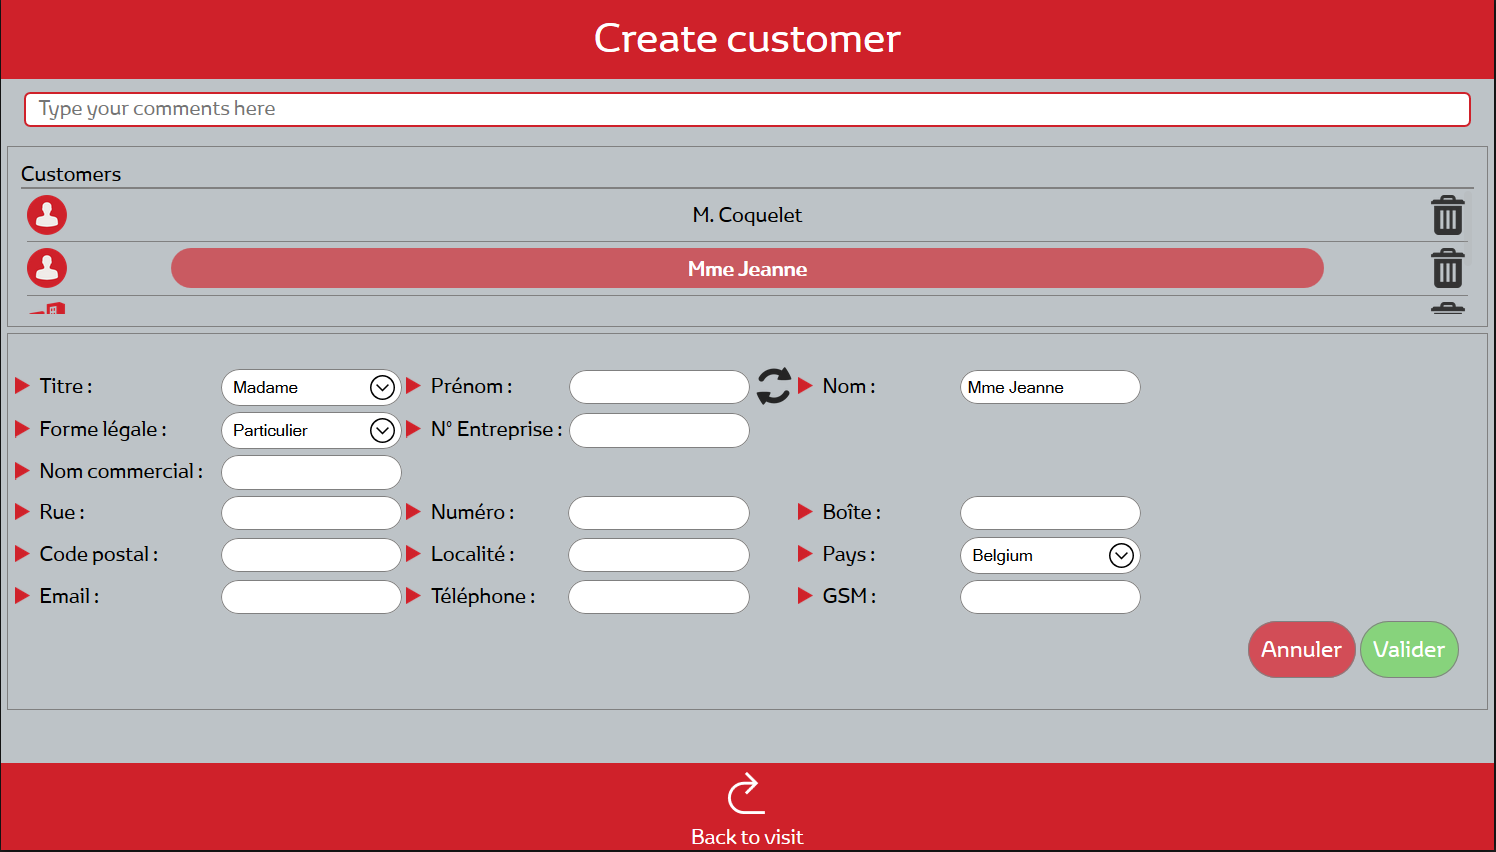 Create customer
Type your comments here
Customers
M. Coquelet
Mme Jeanne
Titre : Madame Prénom : Nom : Mme Jeanne
Forme légale : Particulier N° Entreprise :
Nom commercial :
Rue : Numéro : Boîte :
Code postal : Localité : Pays : Belgium
Email : Téléphone : GSM :
Annuler Valider
Back to visit